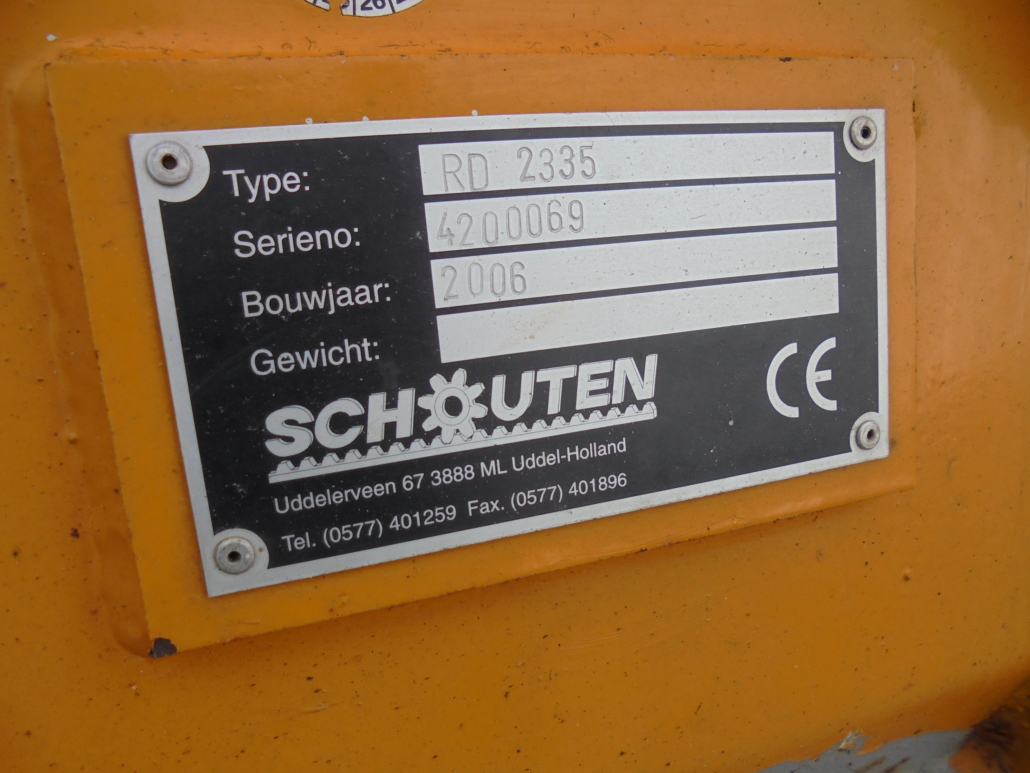 26
Type: RD 2335
Serieno: 4200069
Bouwjaar: 2006
Gewicht:
SCHOUTEN
CE
Uddelerveen 67 3888 ML Uddel-Holland
Tel. (0577) 401259 Fax. (0577) 401896